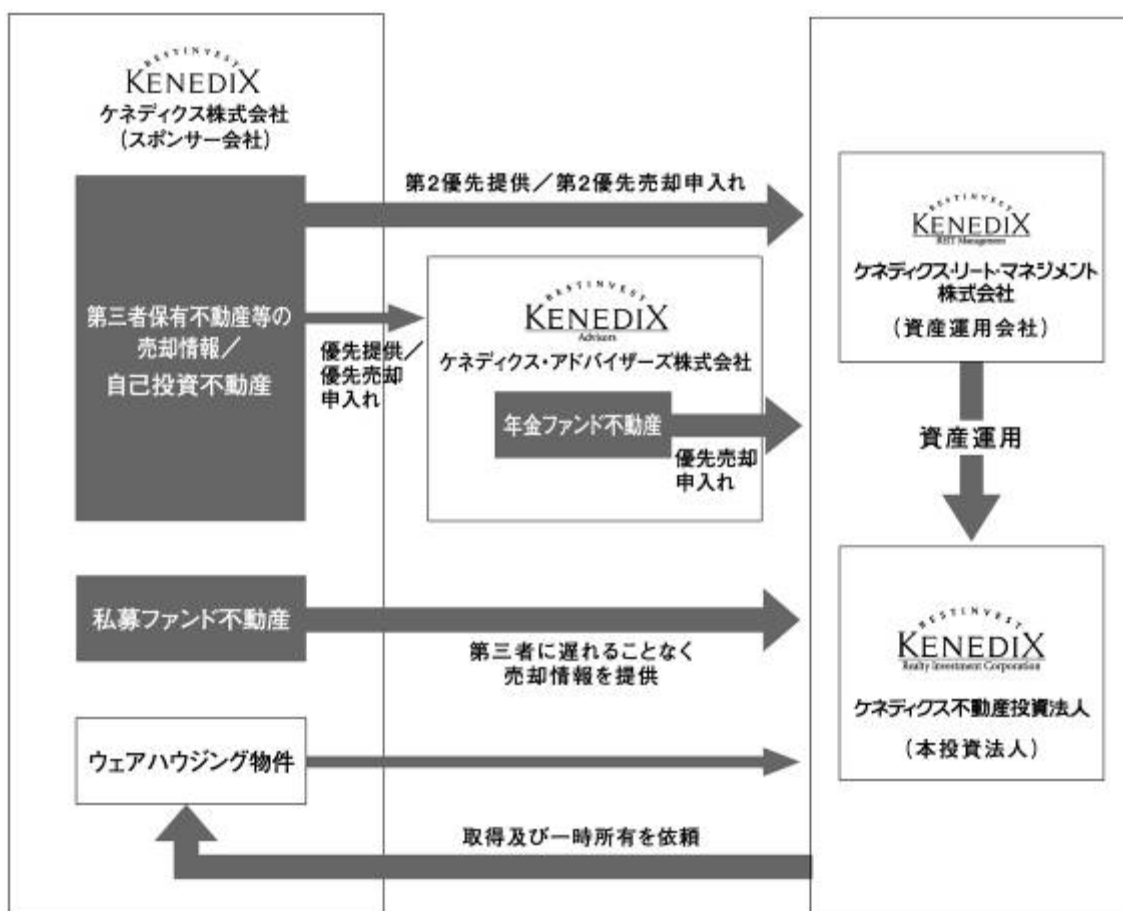 BESTINVEST
KENEDIX
ケネディクス株式会社
(スポンサー会社)
第三者保有不動産等の
売却情報／
自己投資不動産
第2優先提供／第2優先売却申入れ
優先提供／
優先売却
申入れ
BESTINVEST
KENEDIX
Advisors
ケネディクス・アドバイザーズ株式会社
年金ファンド不動産
優先売却
申入れ
BESTINVEST
KENEDIX
REIT Management
ケネディクス・リート・マネジメント
株式会社
(資産運用会社)
資産運用
私募ファンド不動産
第三者に遅れることなく
売却情報を提供
BESTINVEST
KENEDIX
Realty Investment Corporation
ケネディクス不動産投資法人
(本投資法人)
ウェアハウジング物件
取得及び一時所有を依頼